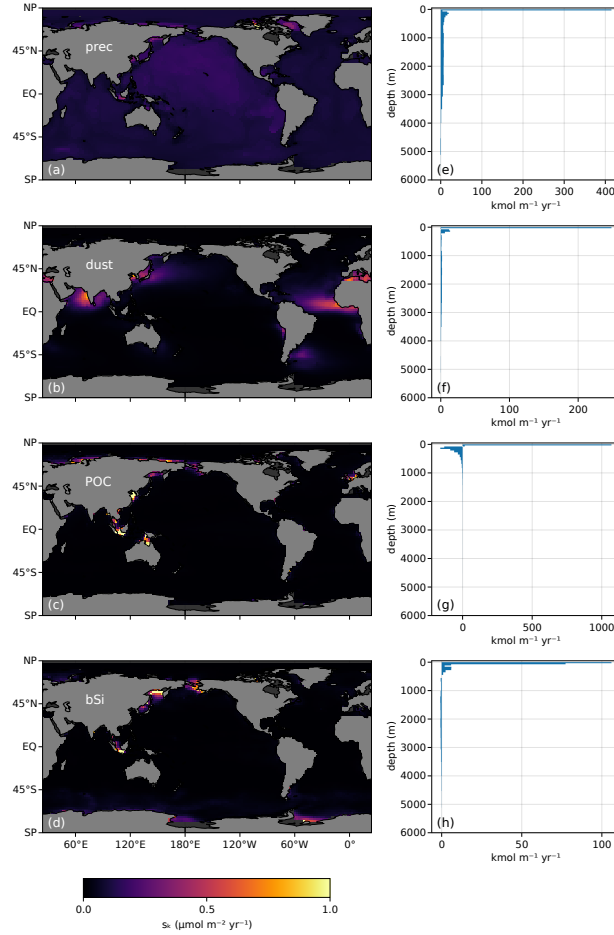 NP
45°N
EQ
45°S
SP
prec
(a)
0
1000
2000
3000
4000
5000
6000
depth (m)
(e)
0 100 200 300 400
kmol m⁻¹ yr⁻¹
NP
45°N
EQ
45°S
SP
dust
(b)
0
1000
2000
3000
4000
5000
6000
depth (m)
(f)
0 100 200
kmol m⁻¹ yr⁻¹
NP
45°N
EQ
45°S
SP
POC
(c)
0
1000
2000
3000
4000
5000
6000
depth (m)
(g)
0 500 1000
kmol m⁻¹ yr⁻¹
NP
45°N
EQ
45°S
SP
bSi
(d)
60°E 120°E 180° 120°W 60°W 0°
0
1000
2000
3000
4000
5000
6000
depth (m)
(h)
0 50 100
kmol m⁻¹ yr⁻¹
0.0 0.5 1.0
sₖ (μmol m⁻² yr⁻¹)